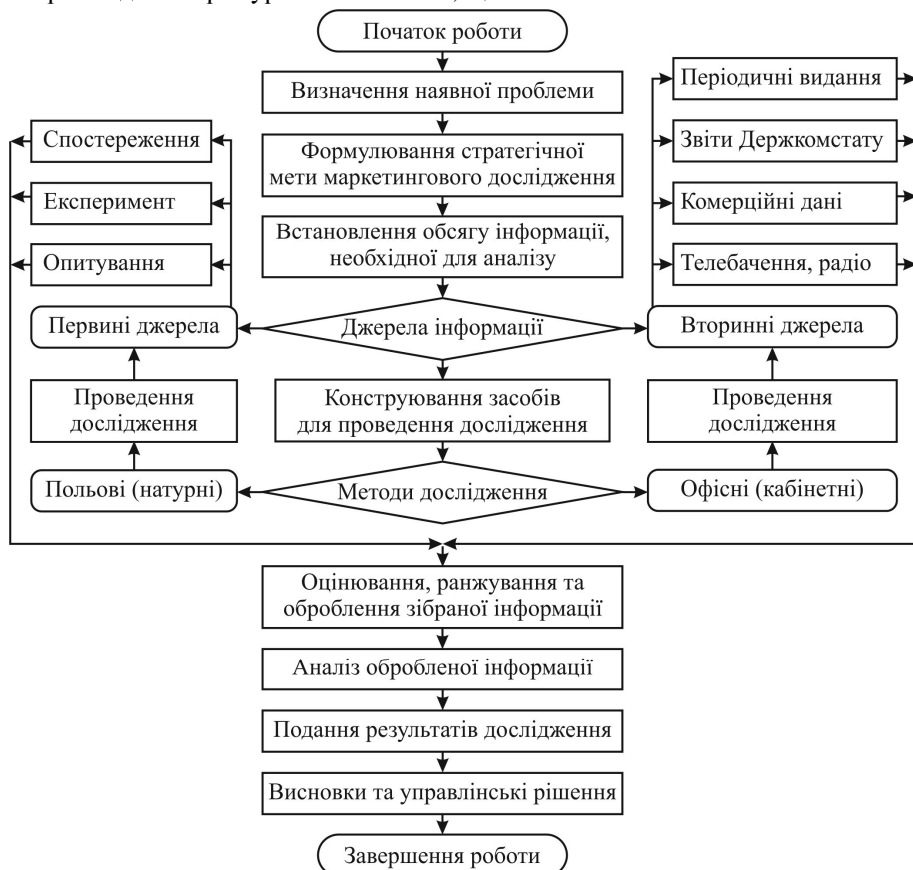 Початок роботи
Визначення наявної проблеми
Формулювання стратегічної
мети маркетингового дослідження
Встановлення обсягу інформації,
необхідної для аналізу
Періодичні видання
Звіти Держкомстату
Комерційні дані
Телебачення, радіо
Спостереження
Експеримент
Опитування
Первині джерела
Джерела інформації
Вторинні джерела
Проведення
дослідження
Конструювання засобів
для проведення дослідження
Проведення
дослідження
Польові (натурні)
Методи дослідження
Офісні (кабінетні)
Оцінювання, ранжування та
оброблення зібраної інформації
Аналіз обробленої інформації
Подання результатів дослідження
Висновки та управлінські рішення
Завершення роботи